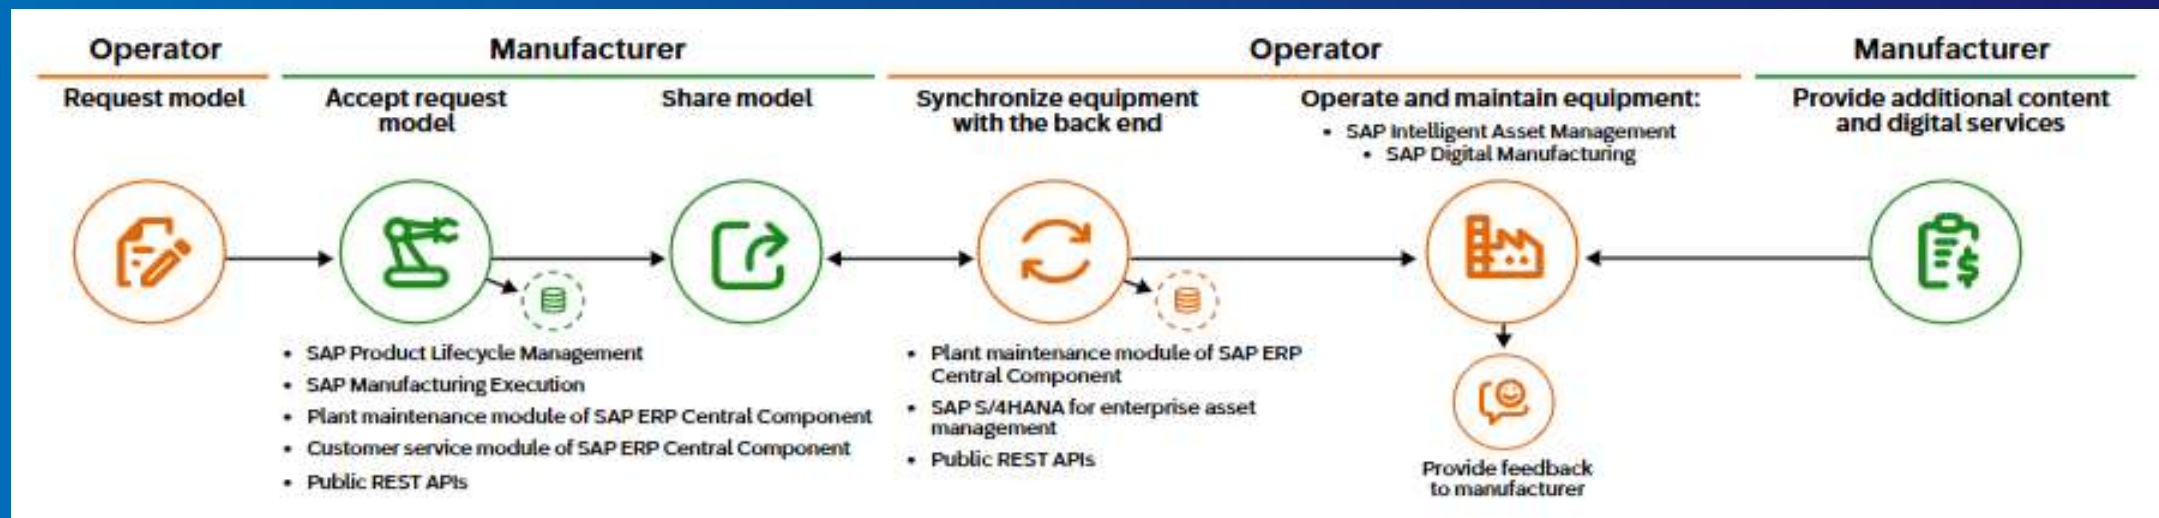 Operator
Manufacturer
Operator
Manufacturer
Request model
Accept request
model
Share model
Synchronize equipment
with the back end
Operate and maintain equipment:
• SAP Intelligent Asset Management
• SAP Digital Manufacturing
Provide additional content
and digital services
$
• SAP Product Lifecycle Management
• SAP Manufacturing Execution
• Plant maintenance module of SAP ERP Central Component
• Customer service module of SAP ERP Central Component
• Public REST APIs
• Plant maintenance module of SAP ERP
Central Component
• SAP S/4HANA for enterprise asset
management
• Public REST APIs
Provide feedback
to manufacturer